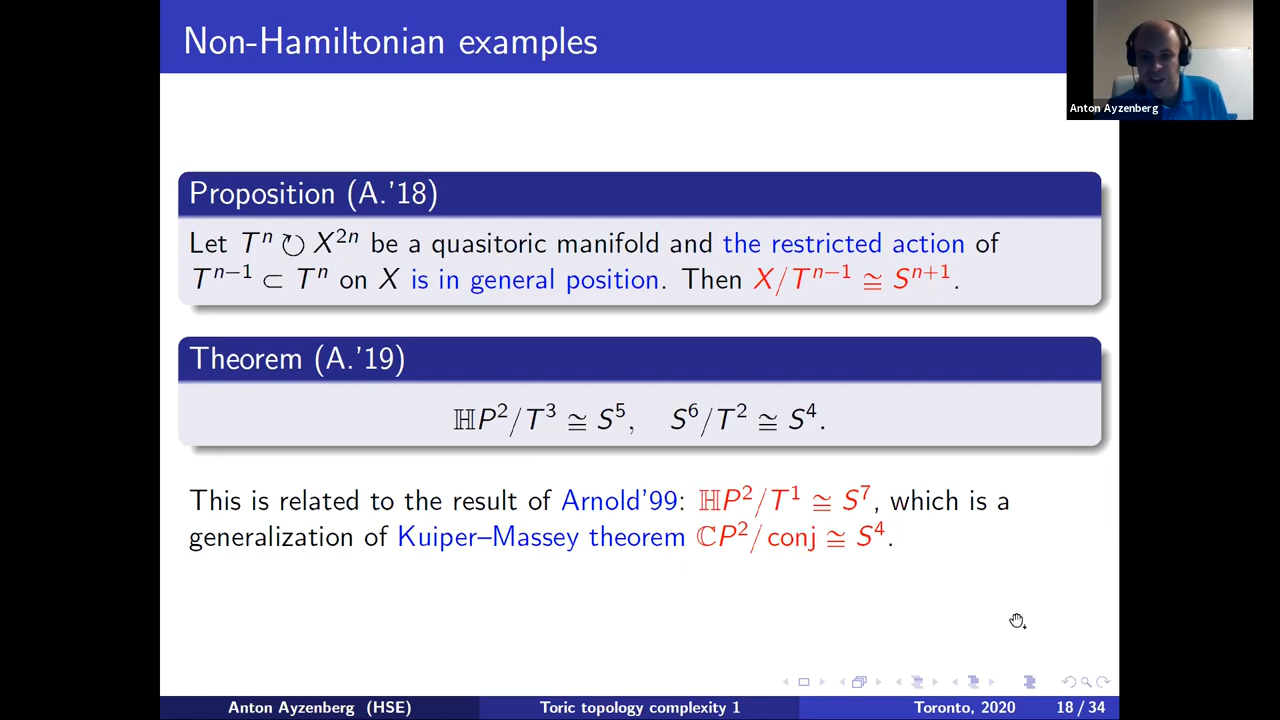 Non-Hamiltonian examples
Anton Ayzenberg
Proposition (A.'18)
Let Tⁿ ↻ X²ⁿ be a quasitoric manifold and the restricted action of
Tⁿ⁻¹ ⊂ Tⁿ on X is in general position. Then X/Tⁿ⁻¹ ≅ Sⁿ⁺¹.
Theorem (A.'19)
ℍP²/T³ ≅ S⁵, S⁶/T² ≅ S⁴.
This is related to the result of Arnold'99: ℍP²/T¹ ≅ S⁷, which is a
generalization of Kuiper–Massey theorem ℂP²/ conj ≅ S⁴.
Anton Ayzenberg (HSE) Toric topology complexity 1 Toronto, 2020 18 / 34